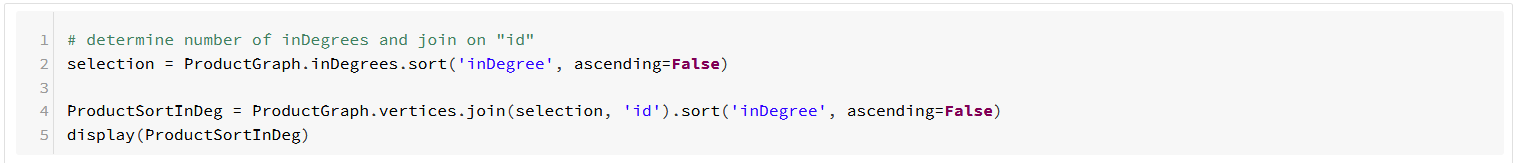 1 # determine number of inDegrees and join on "id"
2 selection = ProductGraph.inDegrees.sort('inDegree', ascending=False)
3
4 ProductSortInDeg = ProductGraph.vertices.join(selection, 'id').sort('inDegree', ascending=False)
5 display(ProductSortInDeg)